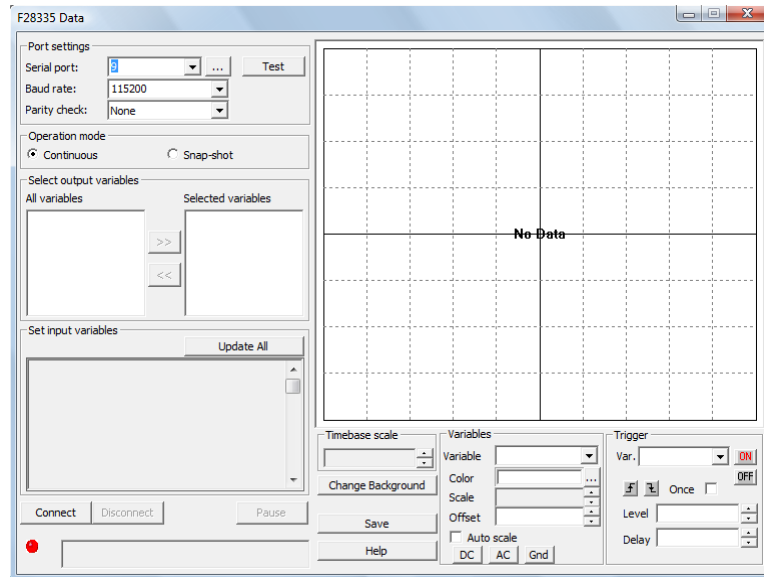 F28335 Data
Port settings
Serial port: 9 ... Test
Baud rate: 115200
Parity check: None
Operation mode
Continuous Snap-shot
Select output variables
All variables Selected variables
>>
<<
Set input variables
Update All
Connect Disconnect Pause
No Data
Timebase scale
Change Background
Save
Help
Variables
Variable
Color ...
Scale
Offset
Auto scale
DC AC Gnd
Trigger
Var. ON
OFF
Once
Level
Delay